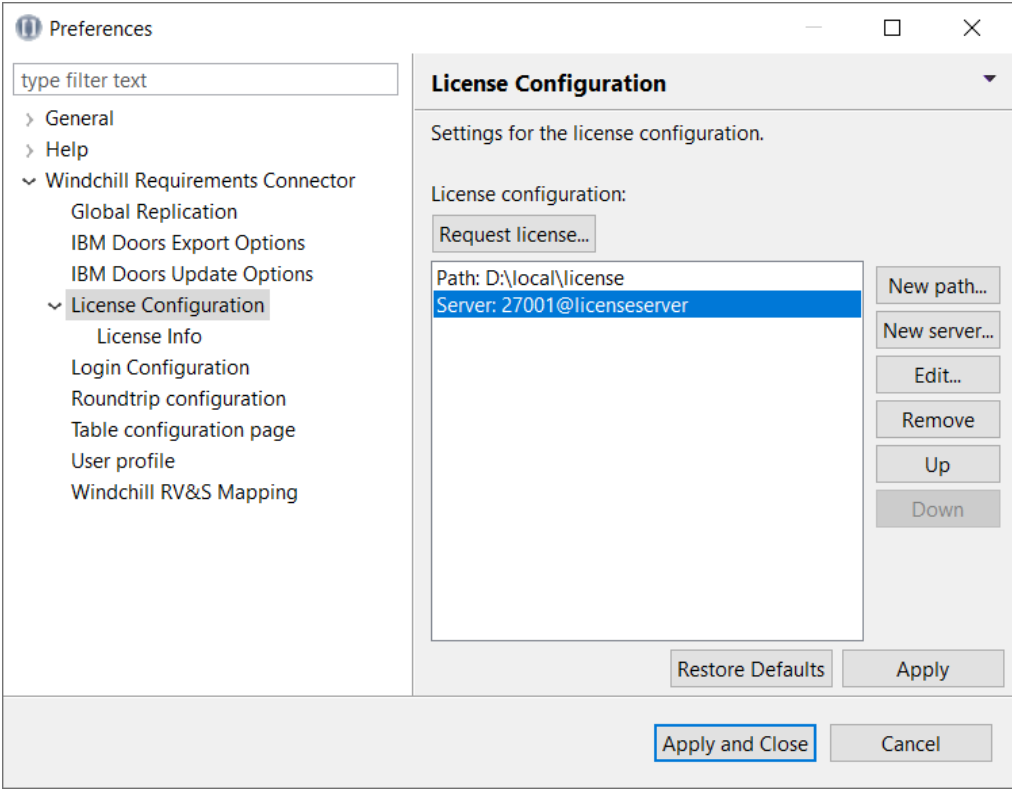 Preferences
type filter text
General
Help
Windchill Requirements Connector
Global Replication
IBM Doors Export Options
IBM Doors Update Options
License Configuration
License Info
Login Configuration
Roundtrip configuration
Table configuration page
User profile
Windchill RV&S Mapping
License Configuration
Settings for the license configuration.
License configuration:
Request license...
Path: D:\local\license
Server: 27001@licenseserver
New path...
New server...
Edit...
Remove
Up
Down
Restore Defaults
Apply
Apply and Close
Cancel